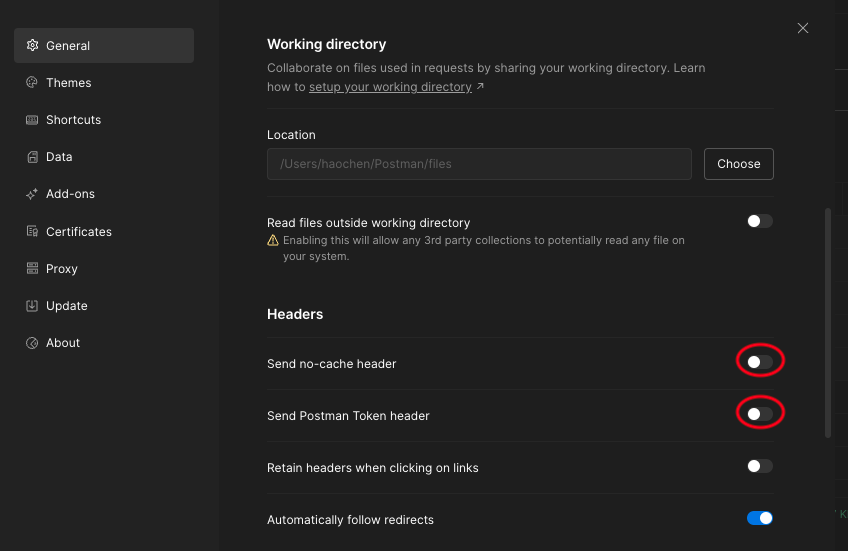 General
Themes
Shortcuts
Data
Add-ons
Certificates
Proxy
Update
About
Working directory
Collaborate on files used in requests by sharing your working directory. Learn
how to setup your working directory ↗
Location
/Users/haochen/Postman/files
Choose
Read files outside working directory
Enabling this will allow any 3rd party collections to potentially read any file on
your system.
Headers
Send no-cache header
Send Postman Token header
Retain headers when clicking on links
Automatically follow redirects